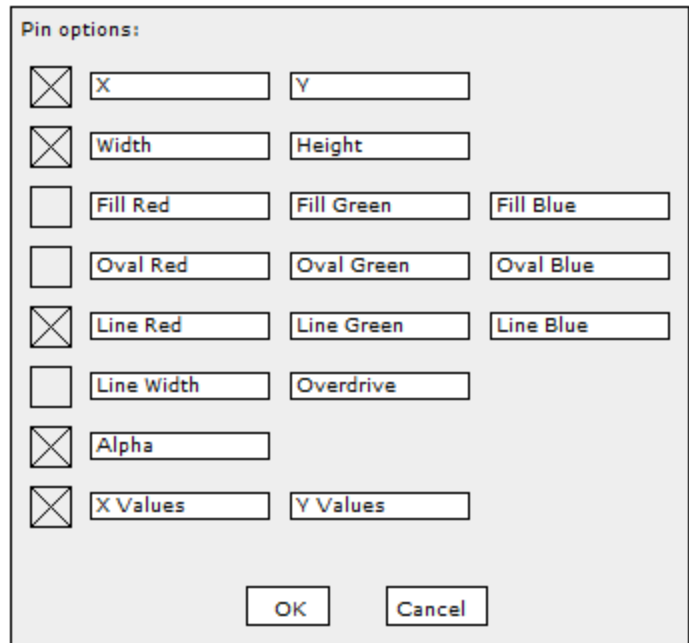 Pin options:
X Y
Width Height
Fill Red Fill Green Fill Blue
Oval Red Oval Green Oval Blue
Line Red Line Green Line Blue
Line Width Overdrive
Alpha
X Values Y Values
OK Cancel